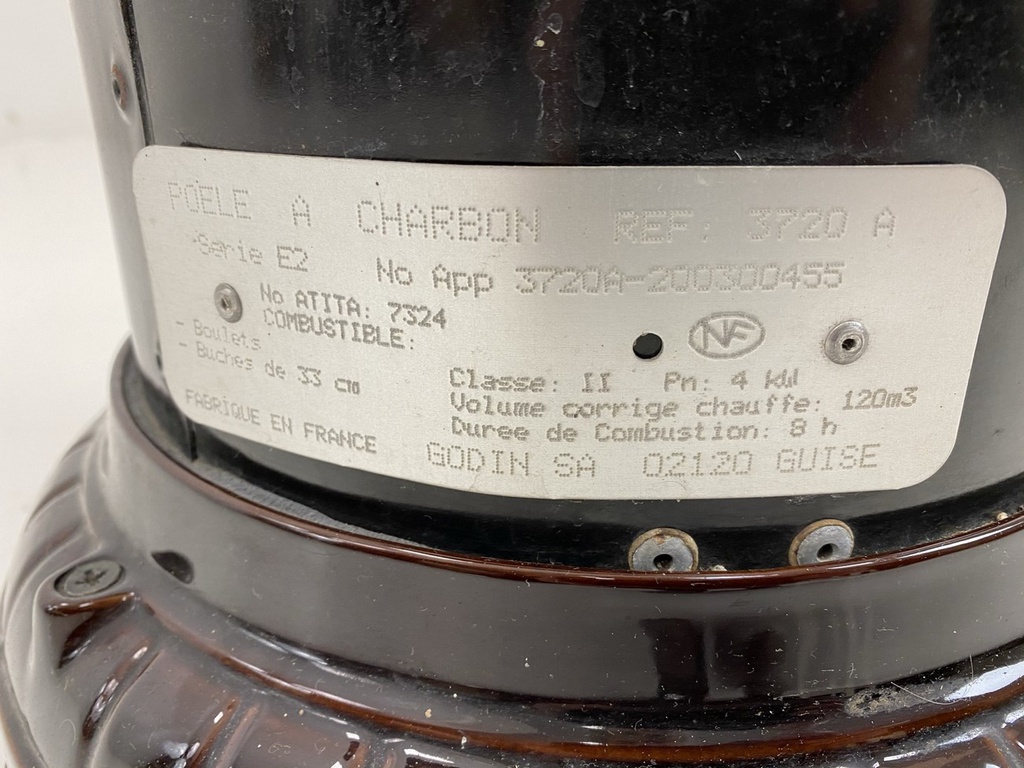 POELE A CHARBON REF: 3720 A
Serie E2 No App 3720A-200300455
No ATITA: 7324
COMBUSTIBLE:
- Boulets
- Buches de 33 cm
NF
Classe: II Pn: 4 kW
Volume corrige chauffe: 120m3
Duree de Combustion: 8 h
FABRIQUE EN FRANCE
GODIN SA 02120 GUISE